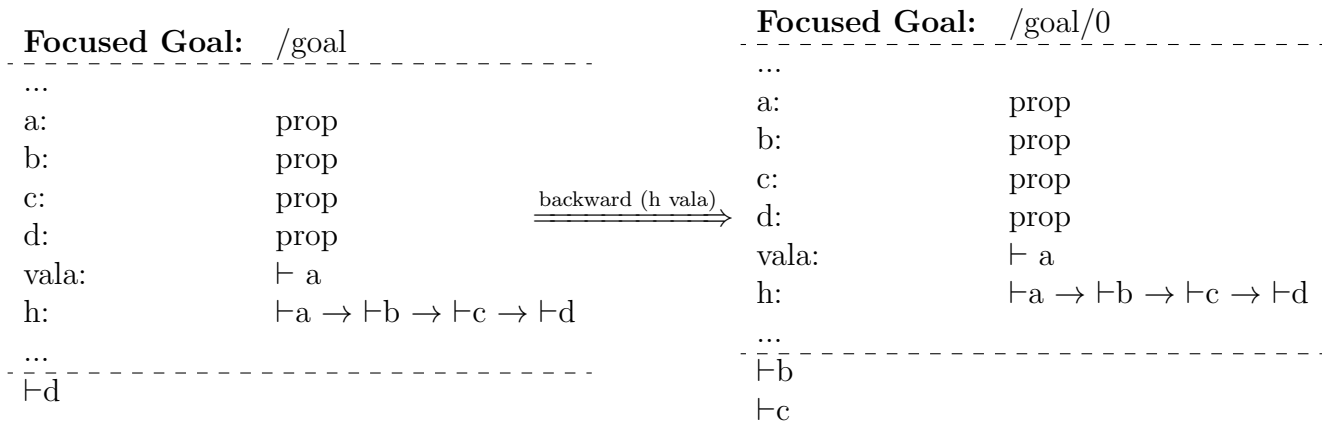 Focused Goal: /goal
...
a: prop
b: prop
c: prop
d: prop
vala: ⊢ a
h: ⊢a → ⊢b → ⊢c → ⊢d
...
⊢d
backward (h vala)
Focused Goal: /goal/0
...
a: prop
b: prop
c: prop
d: prop
vala: ⊢ a
h: ⊢a → ⊢b → ⊢c → ⊢d
...
⊢b
⊢c